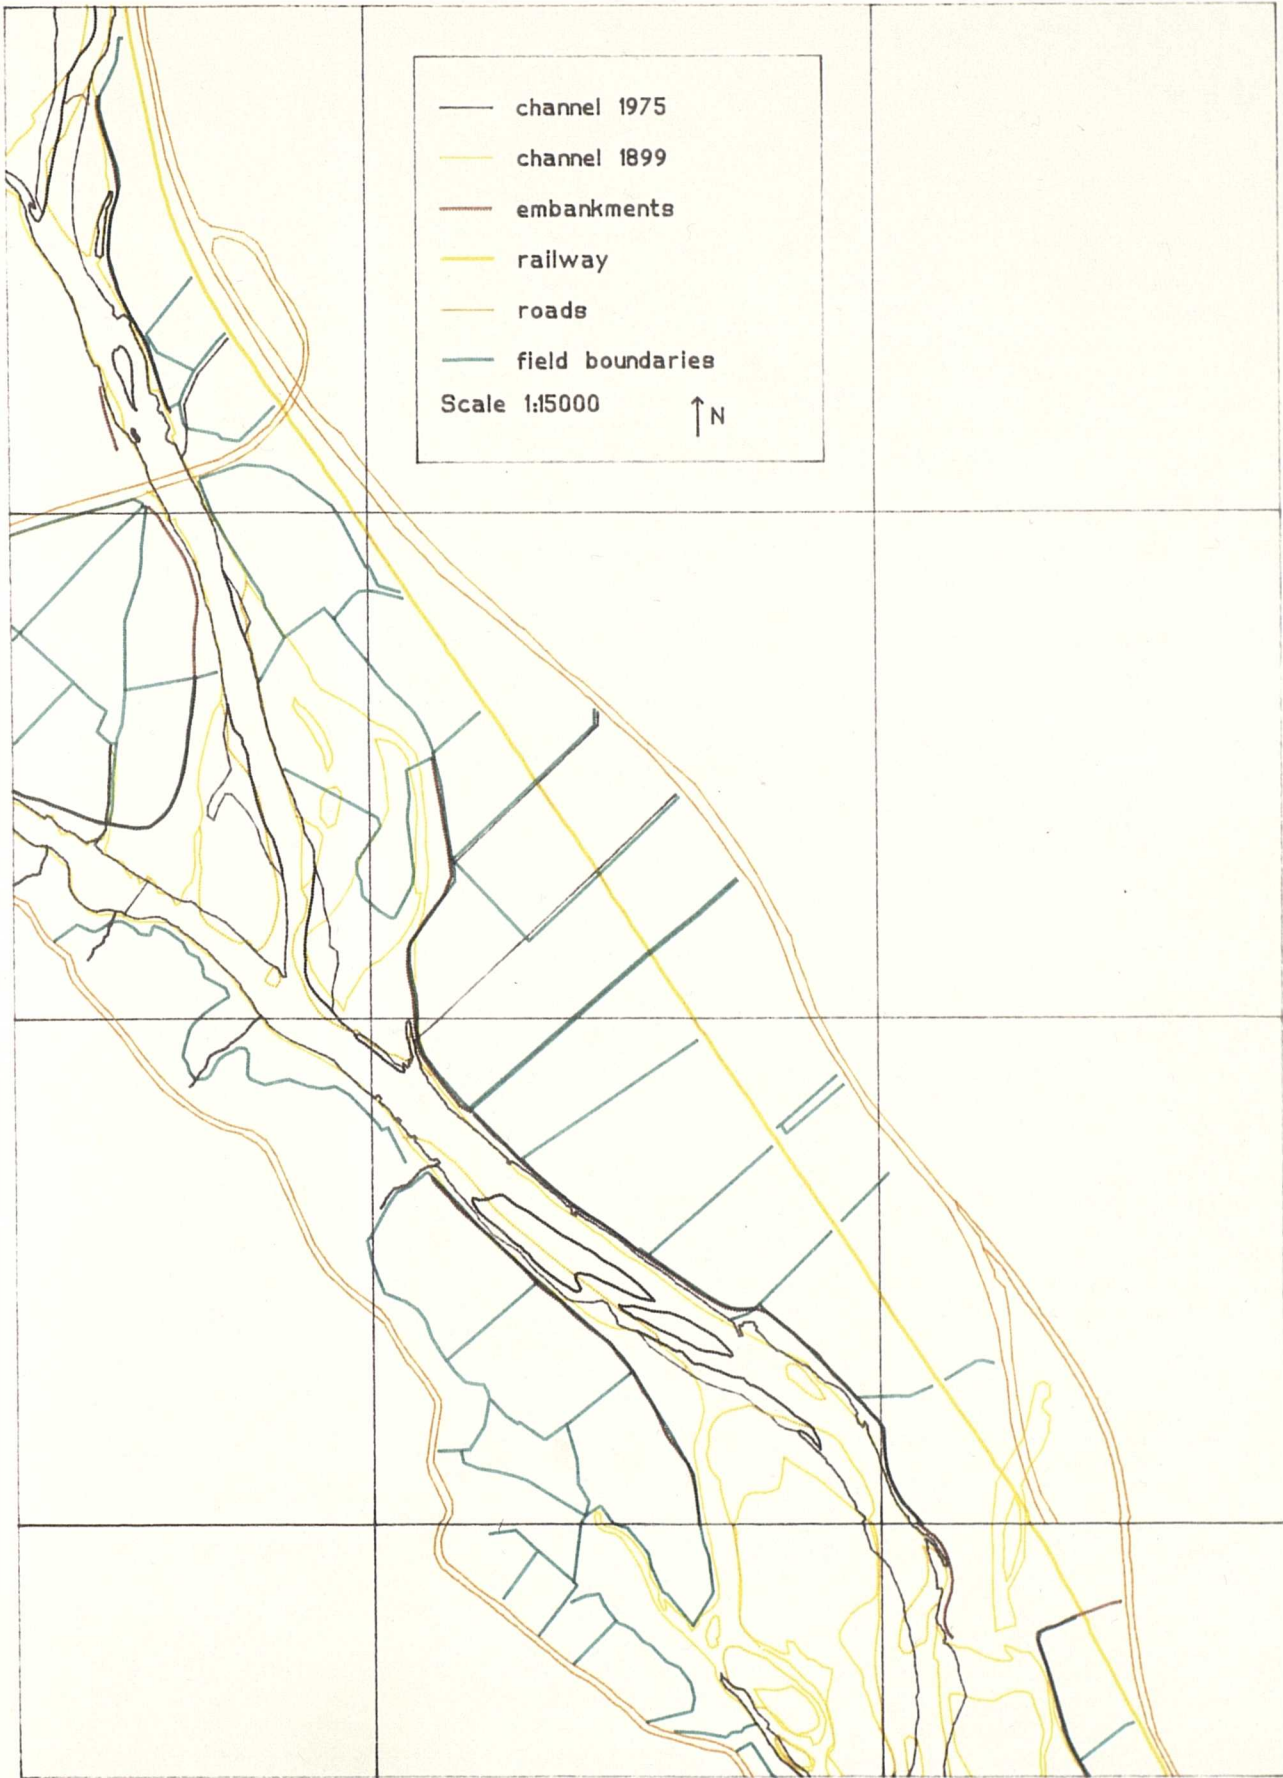 channel 1975
channel 1899
embankments
railway
roads
field boundaries
Scale 1:15000
N